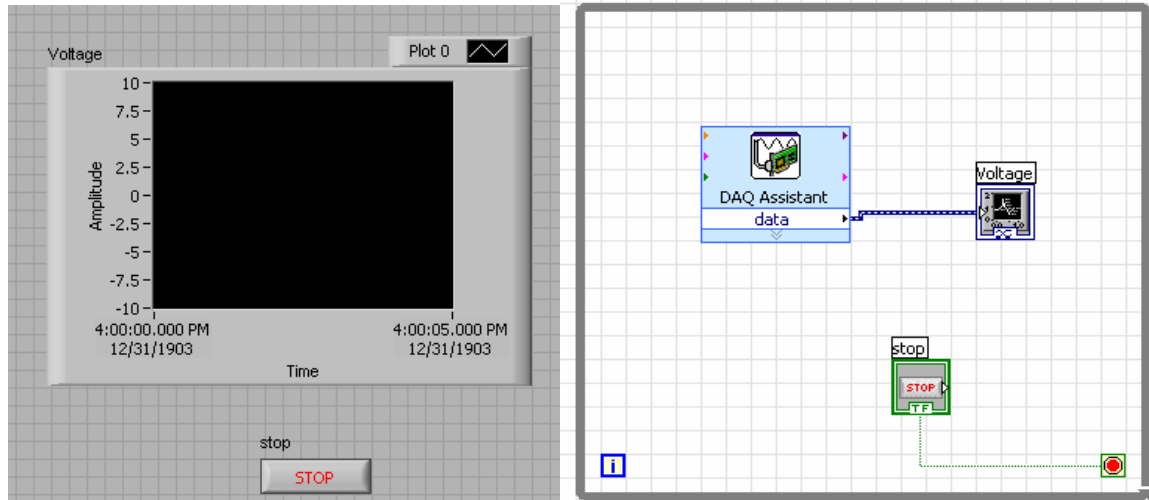 Voltage
Plot 0
10
7.5
5
2.5
0
-2.5
-5
-7.5
-10
Amplitude
4:00:00.000 PM
12/31/1903
4:00:05.000 PM
12/31/1903
Time
stop
STOP
DAQ Assistant
data
Voltage
stop
STOP
TF
i